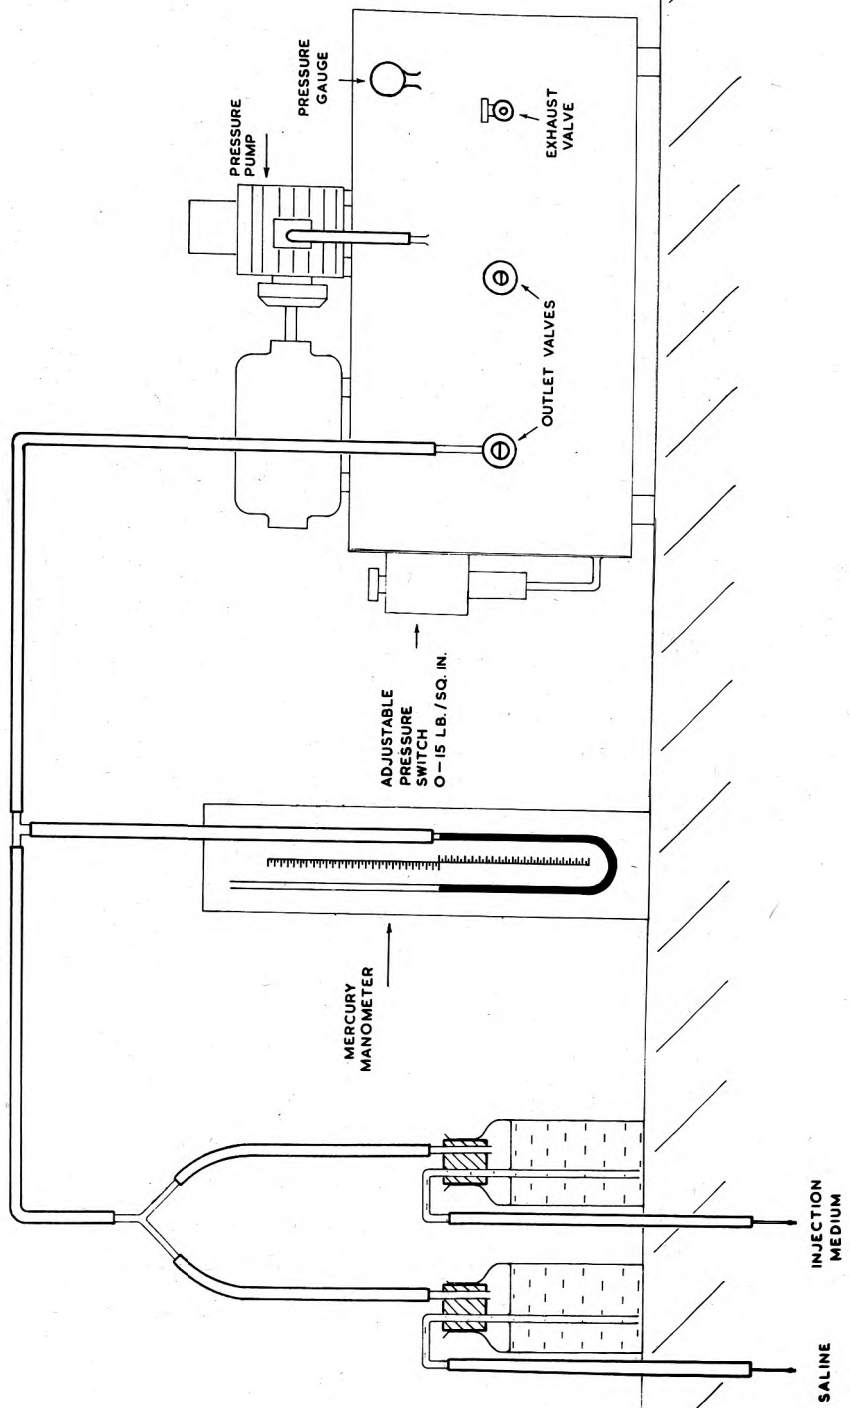 PRESSURE
GAUGE
PRESSURE
PUMP
EXHAUST
VALVE
OUTLET VALVES
ADJUSTABLE
PRESSURE
SWITCH
0–15 LB./SQ. IN.
MERCURY
MANOMETER
INJECTION
MEDIUM
SALINE